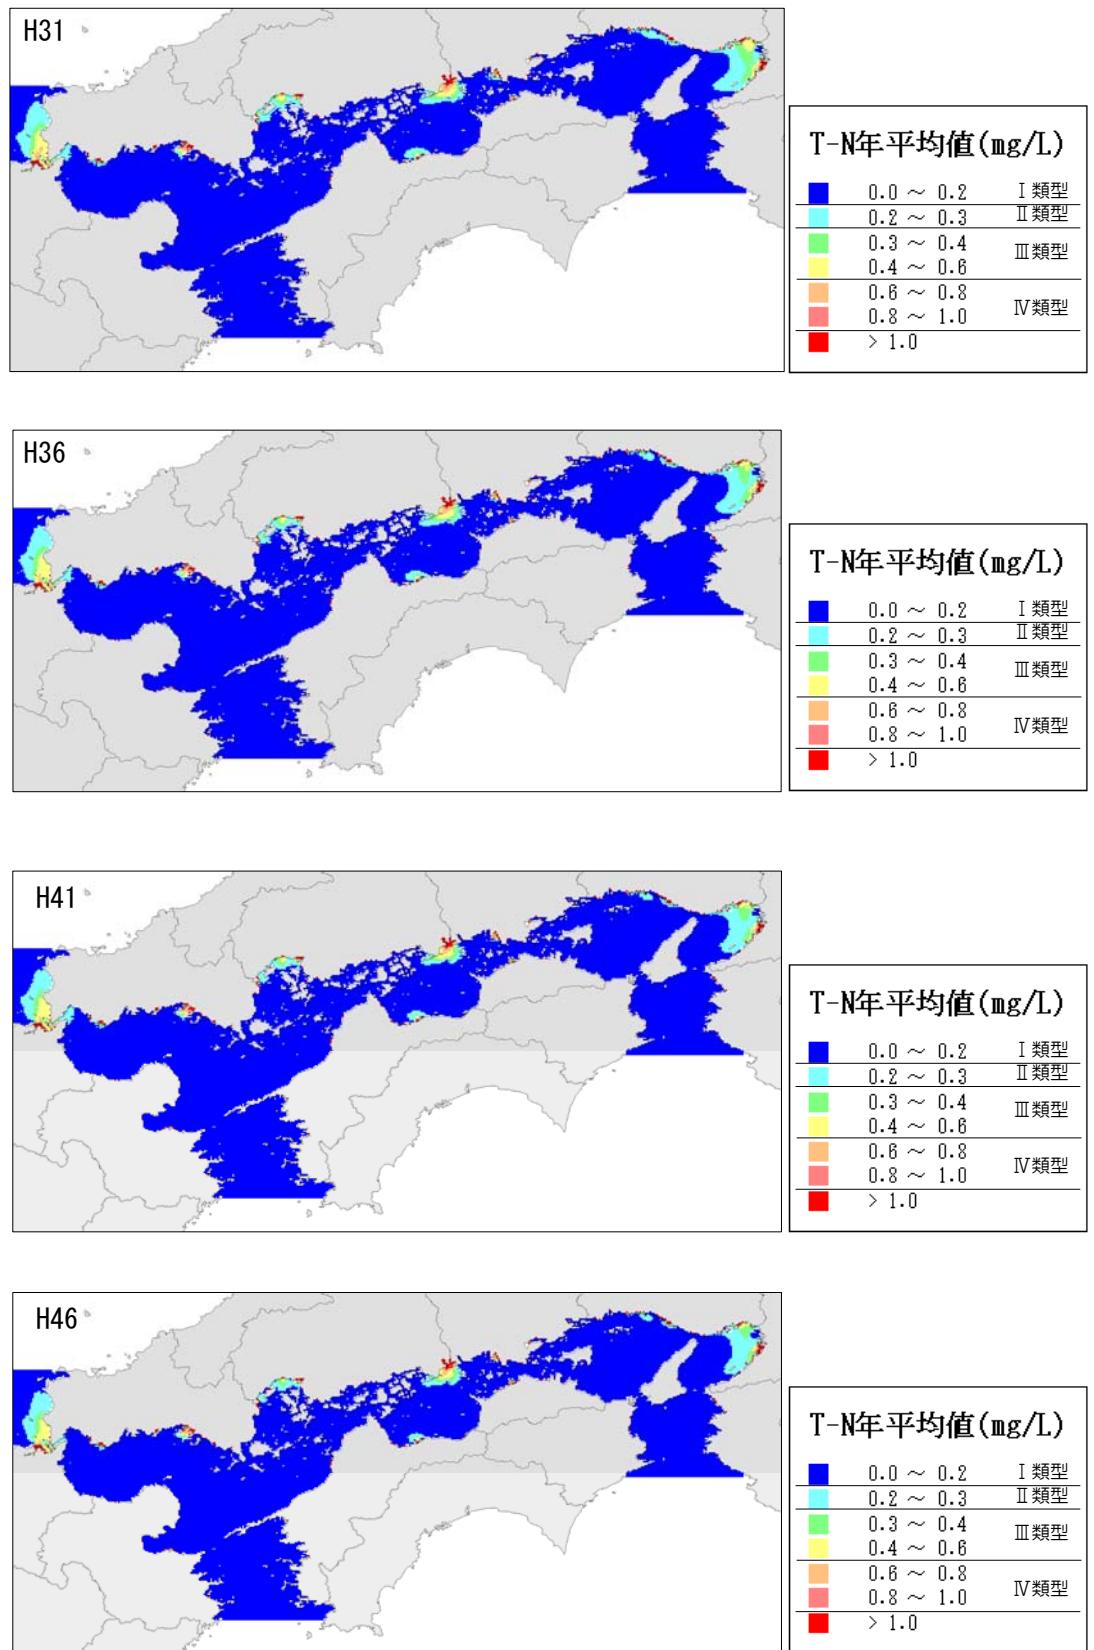 H31
T-N年平均値(mg/L)
0.0 ～ 0.2 Ⅰ類型
0.2 ～ 0.3 Ⅱ類型
0.3 ～ 0.4
Ⅲ類型
0.4 ～ 0.6
0.6 ～ 0.8
Ⅳ類型
0.8 ～ 1.0
> 1.0
H36
T-N年平均値(mg/L)
0.0 ～ 0.2 Ⅰ類型
0.2 ～ 0.3 Ⅱ類型
0.3 ～ 0.4
Ⅲ類型
0.4 ～ 0.6
0.6 ～ 0.8
Ⅳ類型
0.8 ～ 1.0
> 1.0
H41
T-N年平均値(mg/L)
0.0 ～ 0.2 Ⅰ類型
0.2 ～ 0.3 Ⅱ類型
0.3 ～ 0.4
Ⅲ類型
0.4 ～ 0.6
0.6 ～ 0.8
Ⅳ類型
0.8 ～ 1.0
> 1.0
H46
T-N年平均値(mg/L)
0.0 ～ 0.2 Ⅰ類型
0.2 ～ 0.3 Ⅱ類型
0.3 ～ 0.4
Ⅲ類型
0.4 ～ 0.6
0.6 ～ 0.8
Ⅳ類型
0.8 ～ 1.0
> 1.0